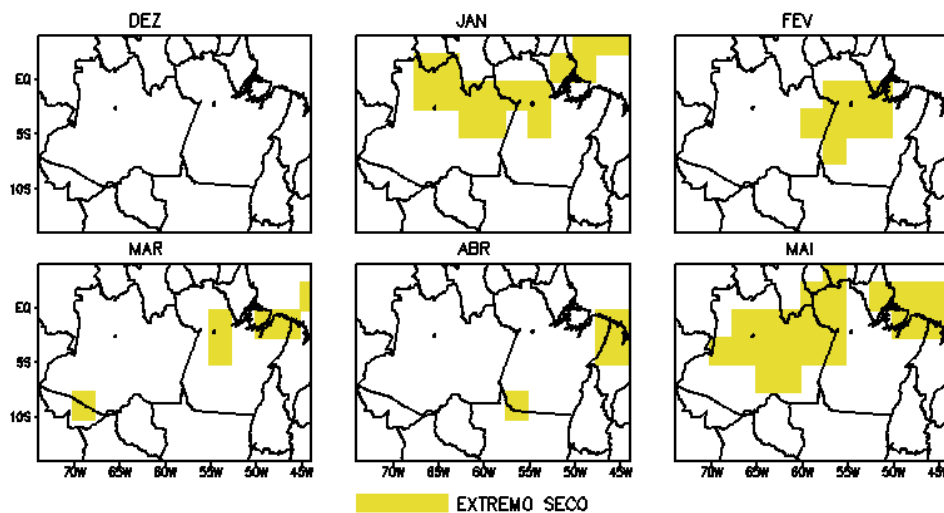 DEZ JAN FEV
EQ
5S
10S
MAR ABR MAI
EQ
5S
10S
70W 65W 60W 55W 50W 45W 70W 65W 60W 55W 50W 45W 70W 65W 60W 55W 50W 45W
EXTREMO SECO